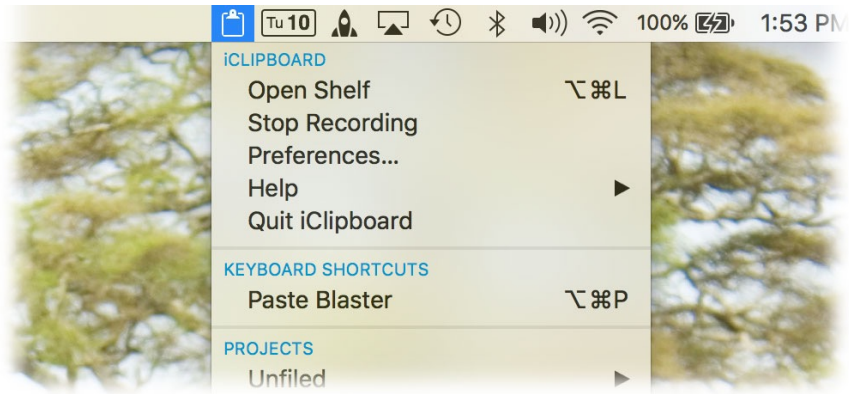 Tu 10 100% 1:53 PM
iCLIPBOARD
Open Shelf ⌥⌘L
Stop Recording
Preferences...
Help ▶
Quit iClipboard
KEYBOARD SHORTCUTS
Paste Blaster ⌥⌘P
PROJECTS
Unfiled ▶